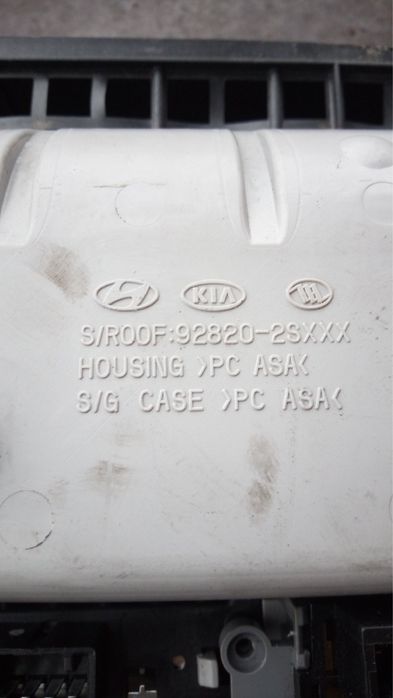 KIA
S/ROOF:92820-2SXXX
HOUSING >PC ASA<
S/G CASE >PC ASA<